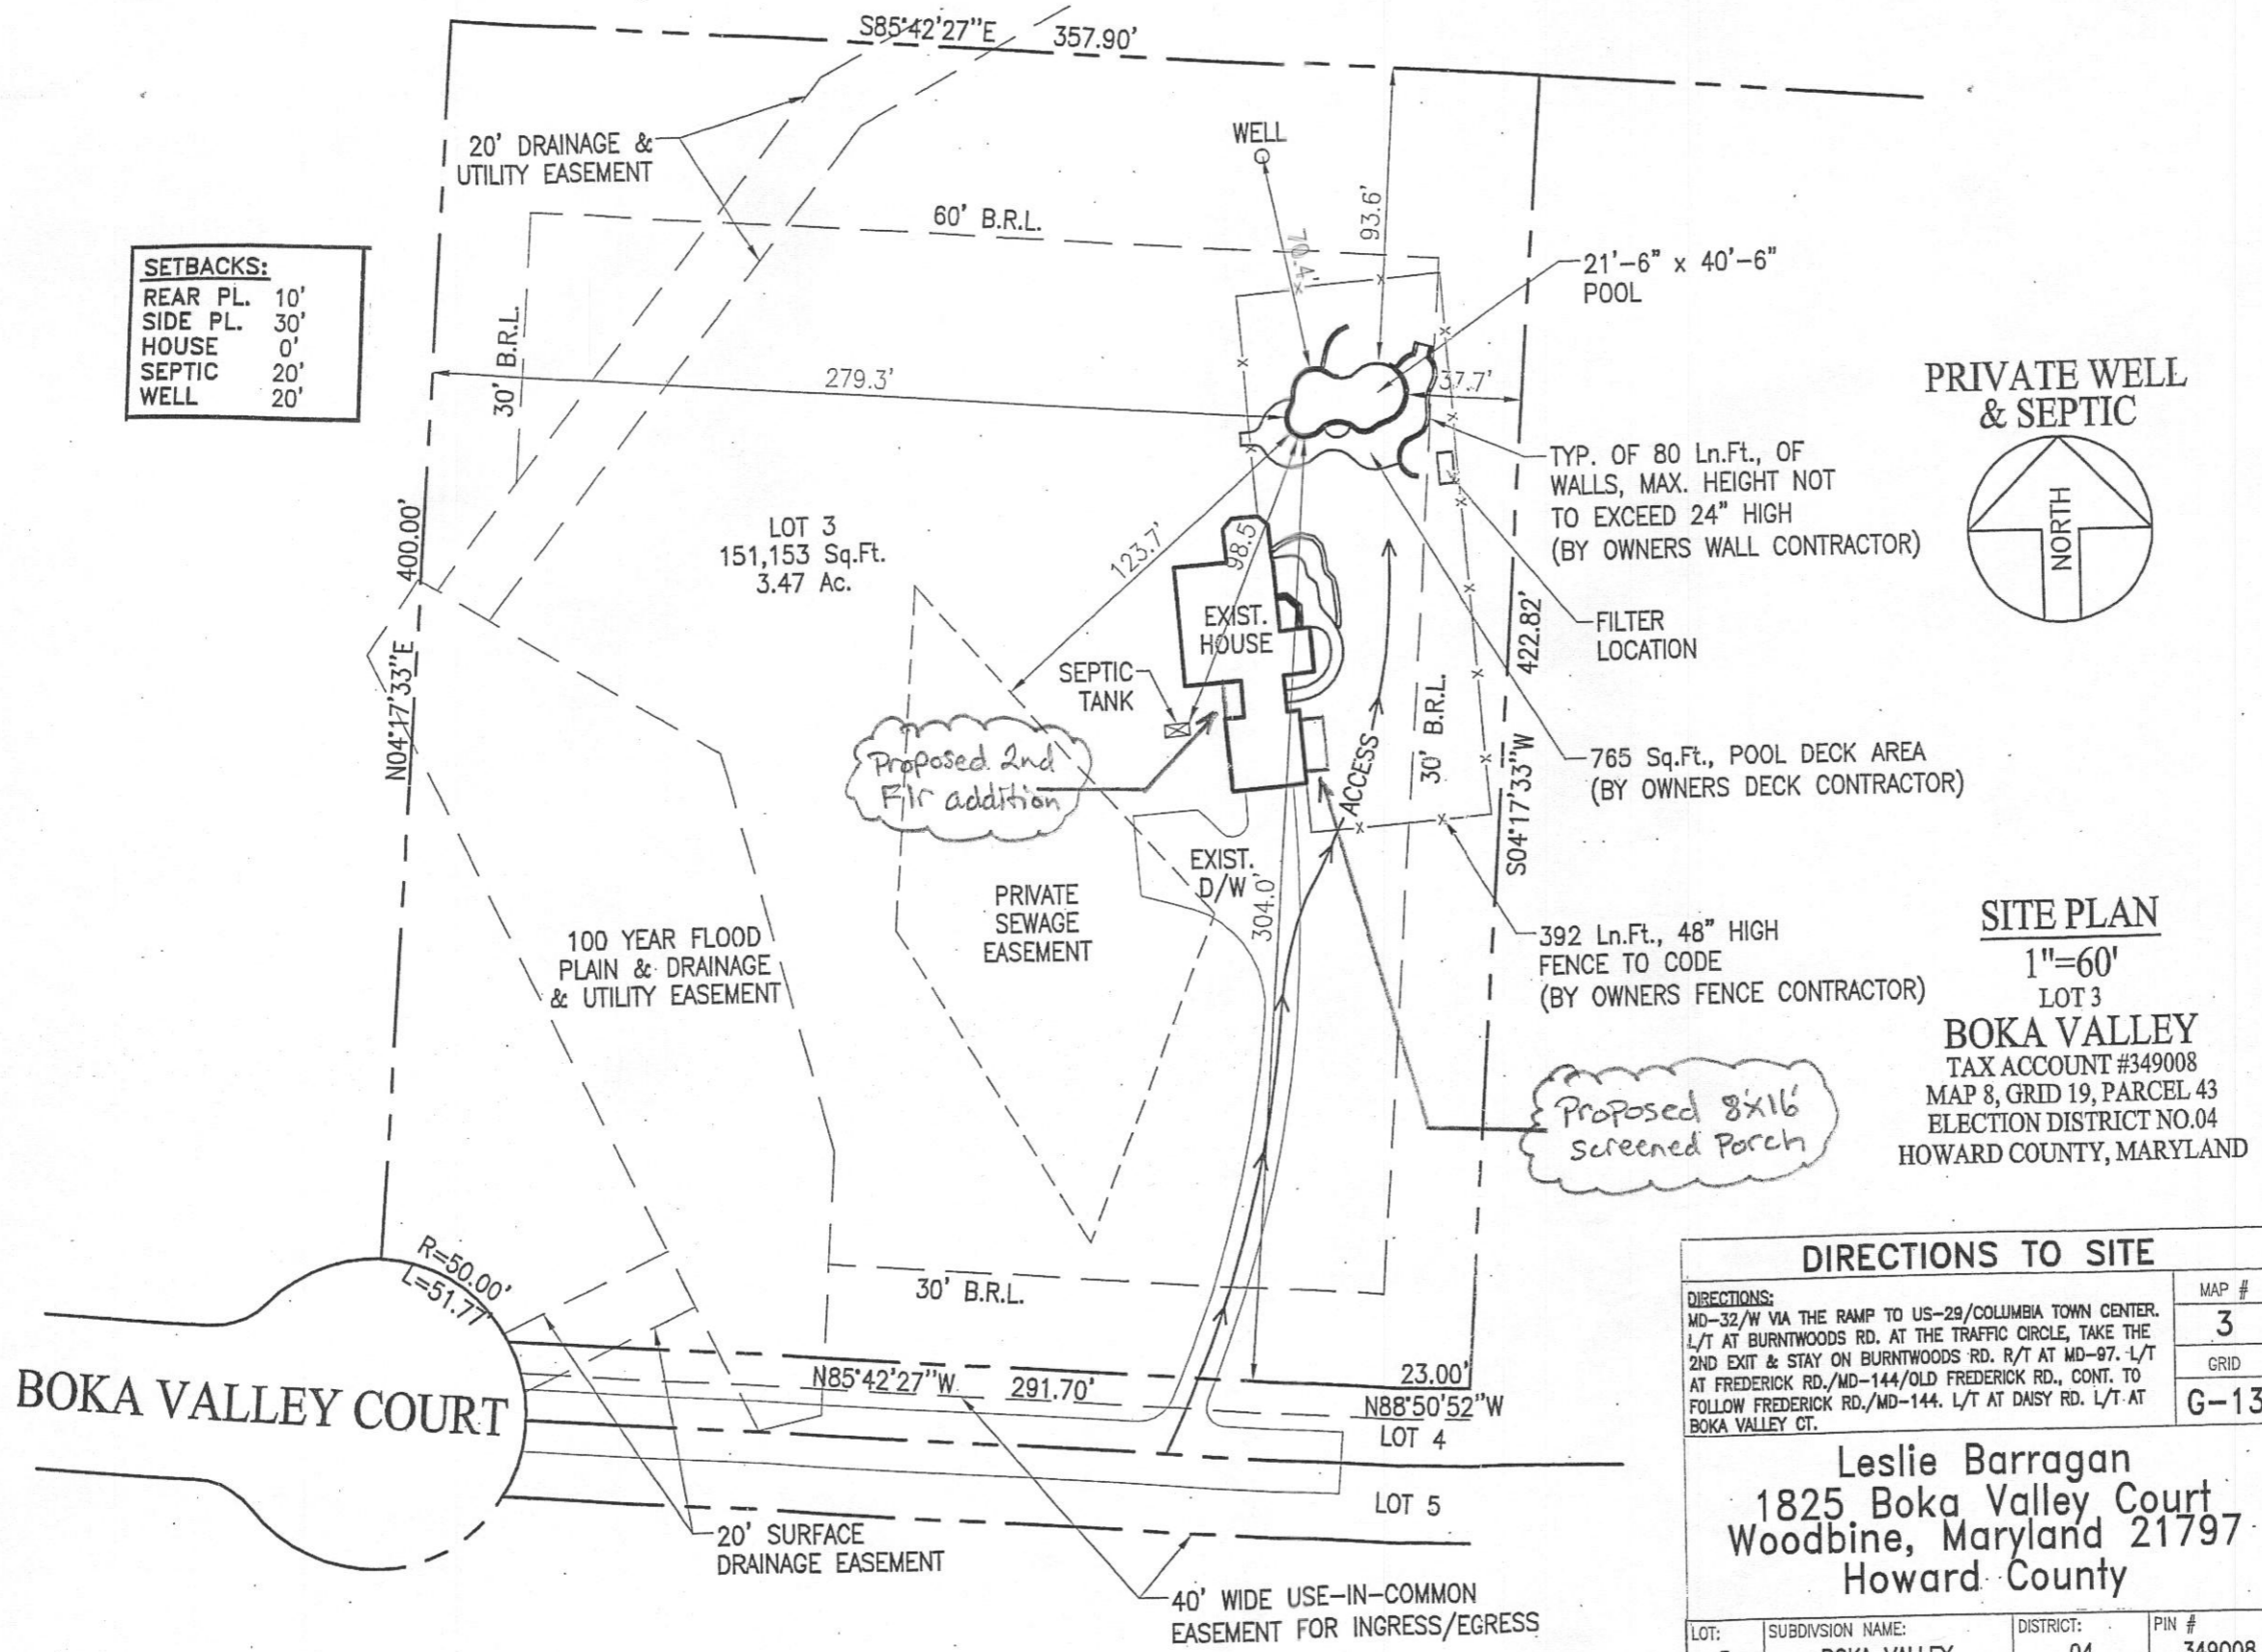 S85°42'27"E 357.90'
20' DRAINAGE &
UTILITY EASEMENT
WELL
93.6'
70.4'
60' B.R.L.
21'-6" x 40'-6"
POOL
SETBACKS:
REAR PL. 10'
SIDE PL. 30'
HOUSE 0'
SEPTIC 20'
WELL 20'
30' B.R.L.
279.3'
37.7'
PRIVATE WELL
& SEPTIC
NORTH
TYP. OF 80 Ln.Ft., OF
WALLS, MAX. HEIGHT NOT
TO EXCEED 24" HIGH
(BY OWNERS WALL CONTRACTOR)
400.00'
N04°17'33"E
LOT 3
151,153 Sq.Ft.
3.47 Ac.
123.7'
98.5'
EXIST.
HOUSE
422.82'
S04°17'33"W
FILTER
LOCATION
SEPTIC
TANK
30' B.R.L.
ACCESS
Proposed 2nd
Flr addition
765 Sq.Ft., POOL DECK AREA
(BY OWNERS DECK CONTRACTOR)
EXIST.
D/W
304.0'
PRIVATE
SEWAGE
EASEMENT
100 YEAR FLOOD
PLAIN & DRAINAGE
& UTILITY EASEMENT
392 Ln.Ft., 48" HIGH
FENCE TO CODE
(BY OWNERS FENCE CONTRACTOR)
SITE PLAN
1"=60'
LOT 3
BOKA VALLEY
TAX ACCOUNT #349008
MAP 8, GRID 19, PARCEL 43
ELECTION DISTRICT NO.04
HOWARD COUNTY, MARYLAND
Proposed 8'x16'
Screened Porch
R=50.00'
L=51.77'
30' B.R.L.
BOKA VALLEY COURT
N85°42'27"W 291.70'
23.00'
N88°50'52"W
LOT 4
LOT 5
20' SURFACE
DRAINAGE EASEMENT
40' WIDE USE-IN-COMMON
EASEMENT FOR INGRESS/EGRESS
DIRECTIONS TO SITE
DIRECTIONS:
MD-32/W VIA THE RAMP TO US-29/COLUMBIA TOWN CENTER.
L/T AT BURNTWOODS RD. AT THE TRAFFIC CIRCLE, TAKE THE
2ND EXIT & STAY ON BURNTWOODS RD. R/T AT MD-97. L/T
AT FREDERICK RD./MD-144/OLD FREDERICK RD., CONT. TO
FOLLOW FREDERICK RD./MD-144. L/T AT DAISY RD. L/T AT
BOKA VALLEY CT.
MAP #
3
GRID
G-13
Leslie Barragan
1825 Boka Valley Court
Woodbine, Maryland 21797
Howard County
LOT: SUBDIVSION NAME: DISTRICT: PIN #
BOKA VALLEY 04 349008